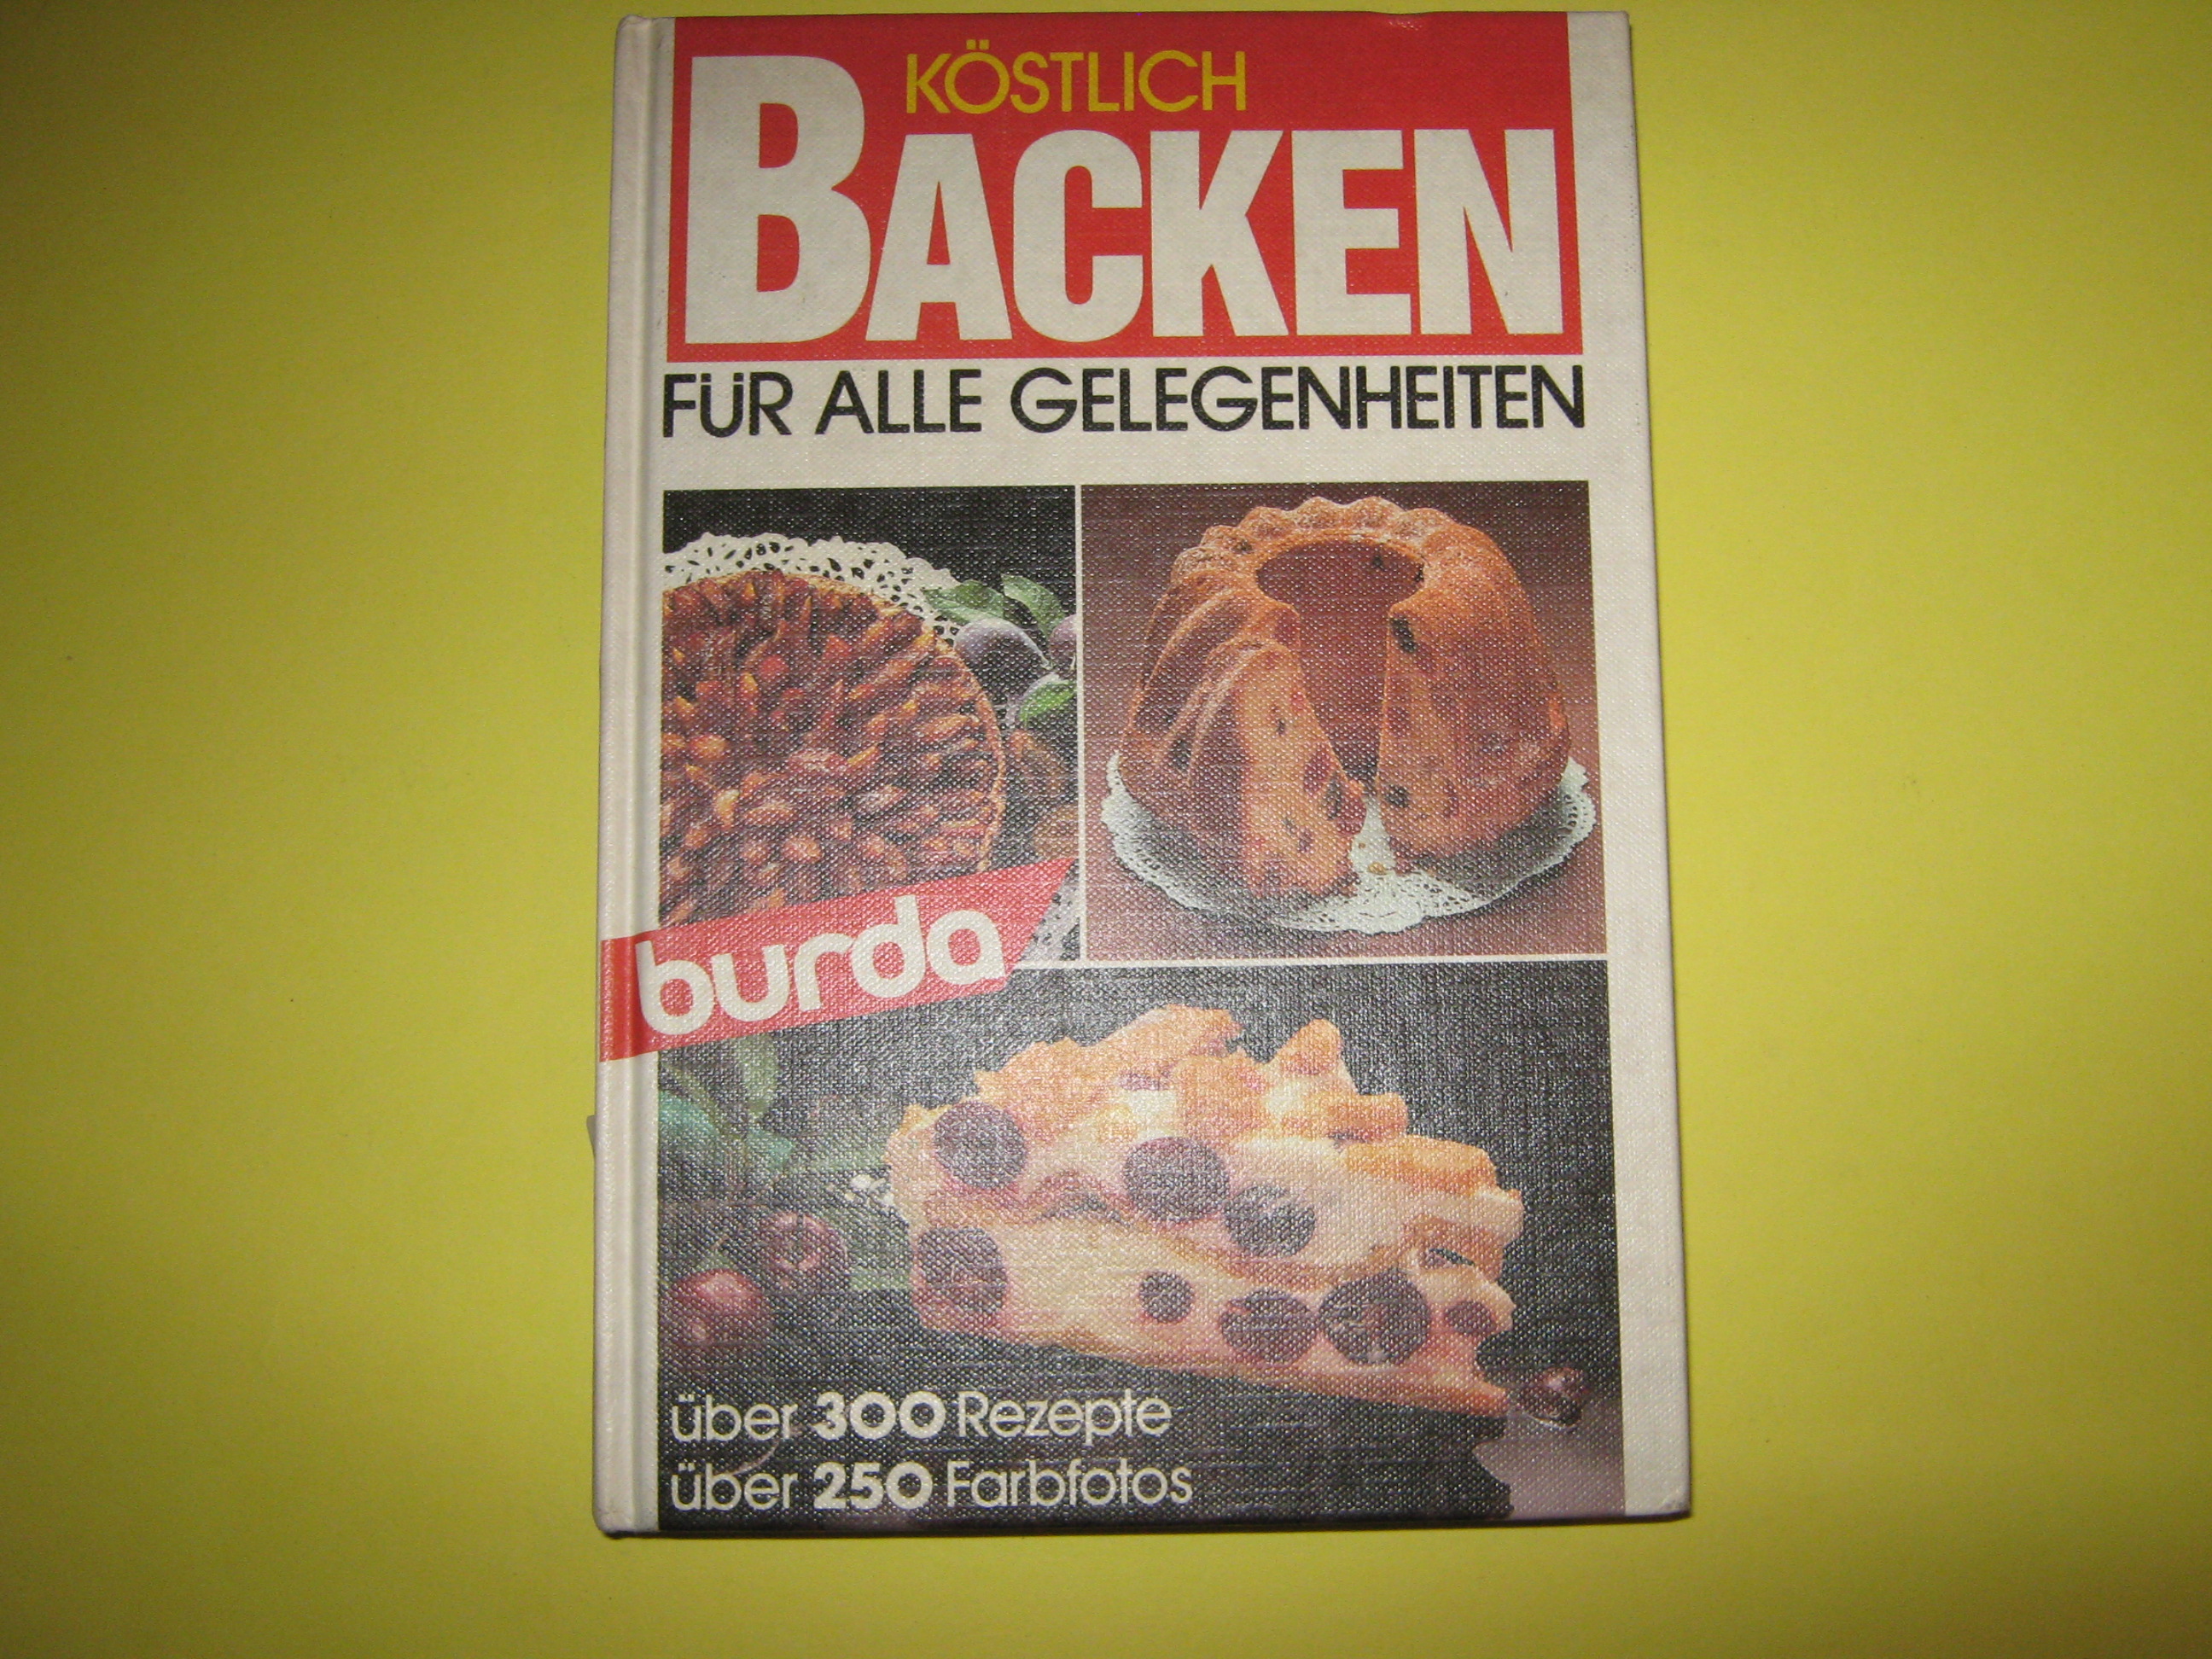 KÖSTLICH
BACKEN
FÜR ALLE GELEGENHEITEN
burda
über 300 Rezepte
über 250 Farbfotos